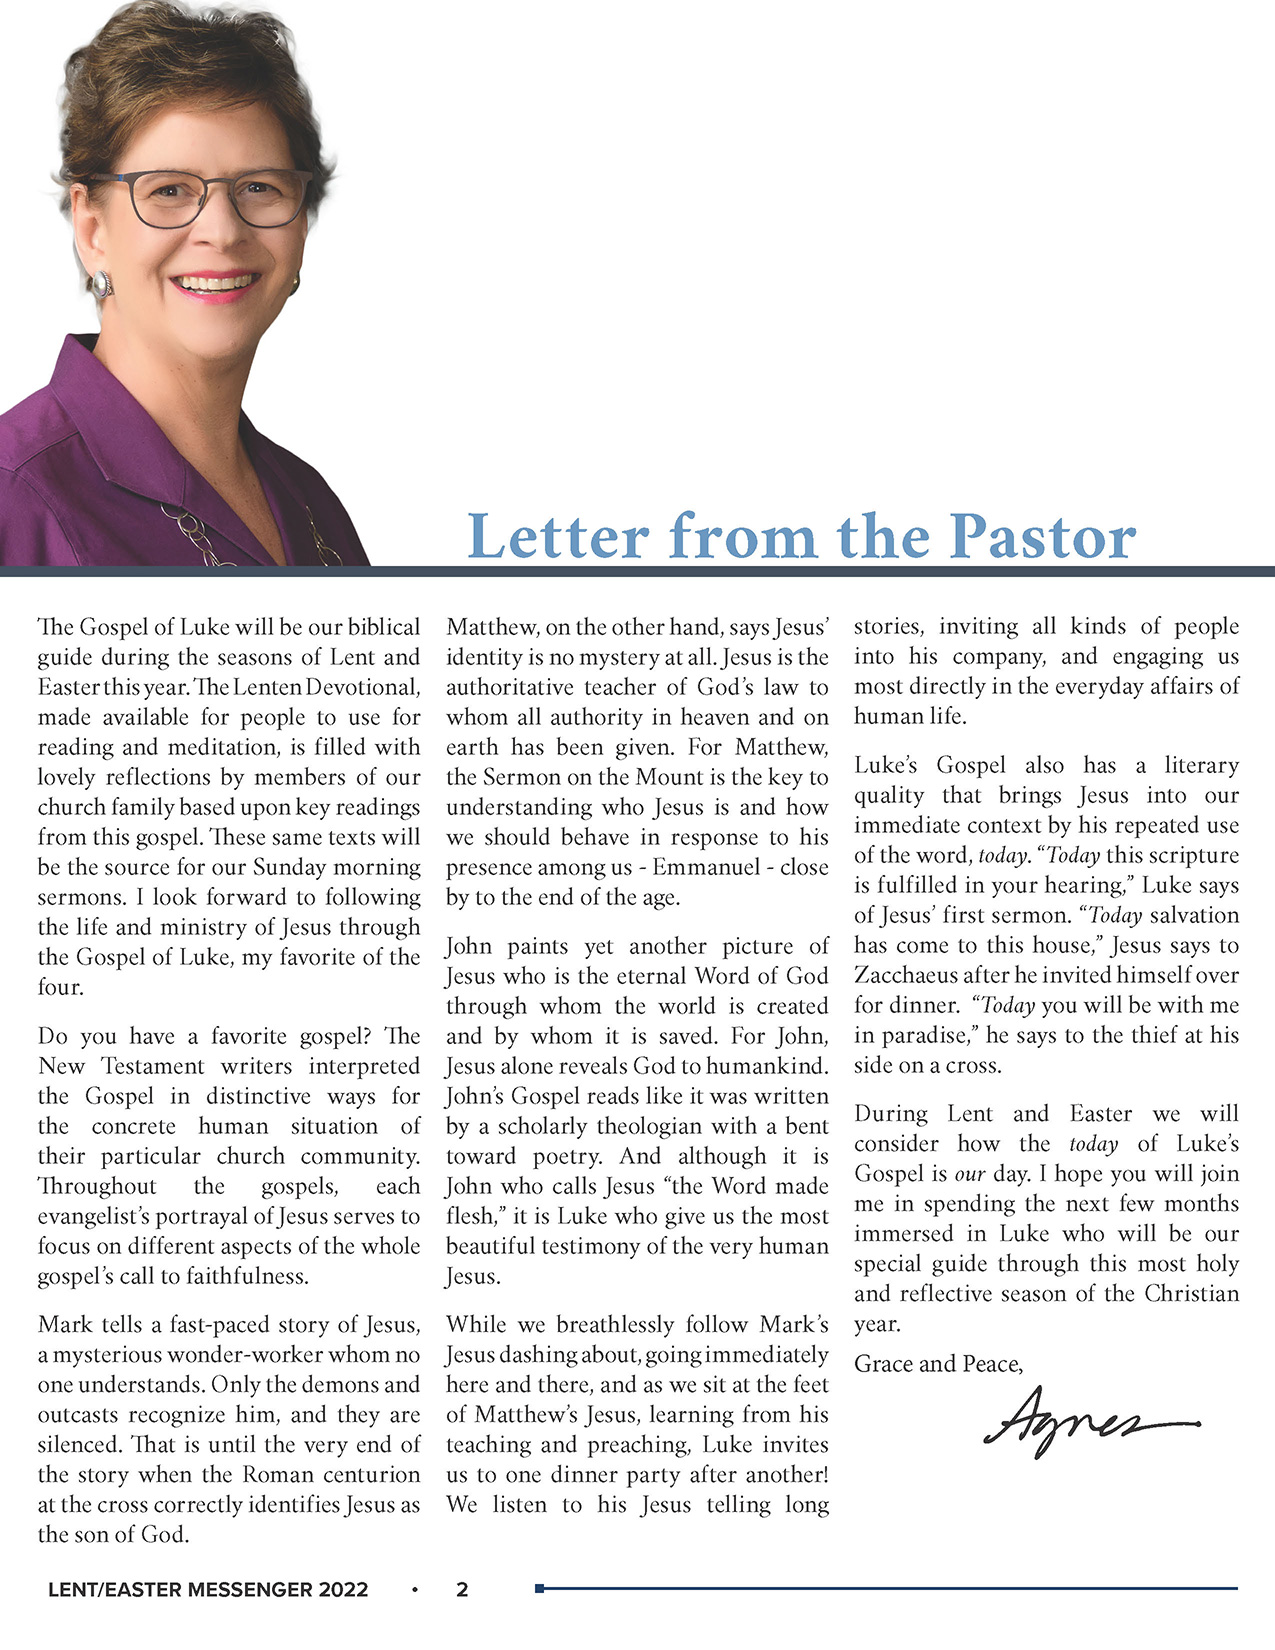 Letter from the Pastor
The Gospel of Luke will be our biblical
guide during the seasons of Lent and
Easter this year. The Lenten Devotional,
made available for people to use for
reading and meditation, is filled with
lovely reflections by members of our
church family based upon key readings
from this gospel. These same texts will
be the source for our Sunday morning
sermons. I look forward to following
the life and ministry of Jesus through
the Gospel of Luke, my favorite of the
four.
Do you have a favorite gospel? The
New Testament writers interpreted
the Gospel in distinctive ways for
the concrete human situation of
their particular church community.
Throughout the gospels, each
evangelist’s portrayal of Jesus serves to
focus on different aspects of the whole
gospel’s call to faithfulness.
Mark tells a fast-paced story of Jesus,
a mysterious wonder-worker whom no
one understands. Only the demons and
outcasts recognize him, and they are
silenced. That is until the very end of
the story when the Roman centurion
at the cross correctly identifies Jesus as
the son of God.
Matthew, on the other hand, says Jesus’
identity is no mystery at all. Jesus is the
authoritative teacher of God’s law to
whom all authority in heaven and on
earth has been given. For Matthew,
the Sermon on the Mount is the key to
understanding who Jesus is and how
we should behave in response to his
presence among us - Emmanuel - close
by to the end of the age.
John paints yet another picture of
Jesus who is the eternal Word of God
through whom the world is created
and by whom it is saved. For John,
Jesus alone reveals God to humankind.
John’s Gospel reads like it was written
by a scholarly theologian with a bent
toward poetry. And although it is
John who calls Jesus “the Word made
flesh,” it is Luke who give us the most
beautiful testimony of the very human
Jesus.
While we breathlessly follow Mark’s
Jesus dashing about, going immediately
here and there, and as we sit at the feet
of Matthew’s Jesus, learning from his
teaching and preaching, Luke invites
us to one dinner party after another!
We listen to his Jesus telling long
stories, inviting all kinds of people
into his company, and engaging us
most directly in the everyday affairs of
human life.
Luke’s Gospel also has a literary
quality that brings Jesus into our
immediate context by his repeated use
of the word, today. “Today this scripture
is fulfilled in your hearing,” Luke says
of Jesus’ first sermon. “Today salvation
has come to this house,” Jesus says to
Zacchaeus after he invited himself over
for dinner. “Today you will be with me
in paradise,” he says to the thief at his
side on a cross.
During Lent and Easter we will
consider how the today of Luke’s
Gospel is our day. I hope you will join
me in spending the next few months
immersed in Luke who will be our
special guide through this most holy
and reflective season of the Christian
year.
Grace and Peace,
Agnes
LENT/EASTER MESSENGER 2022 • 2